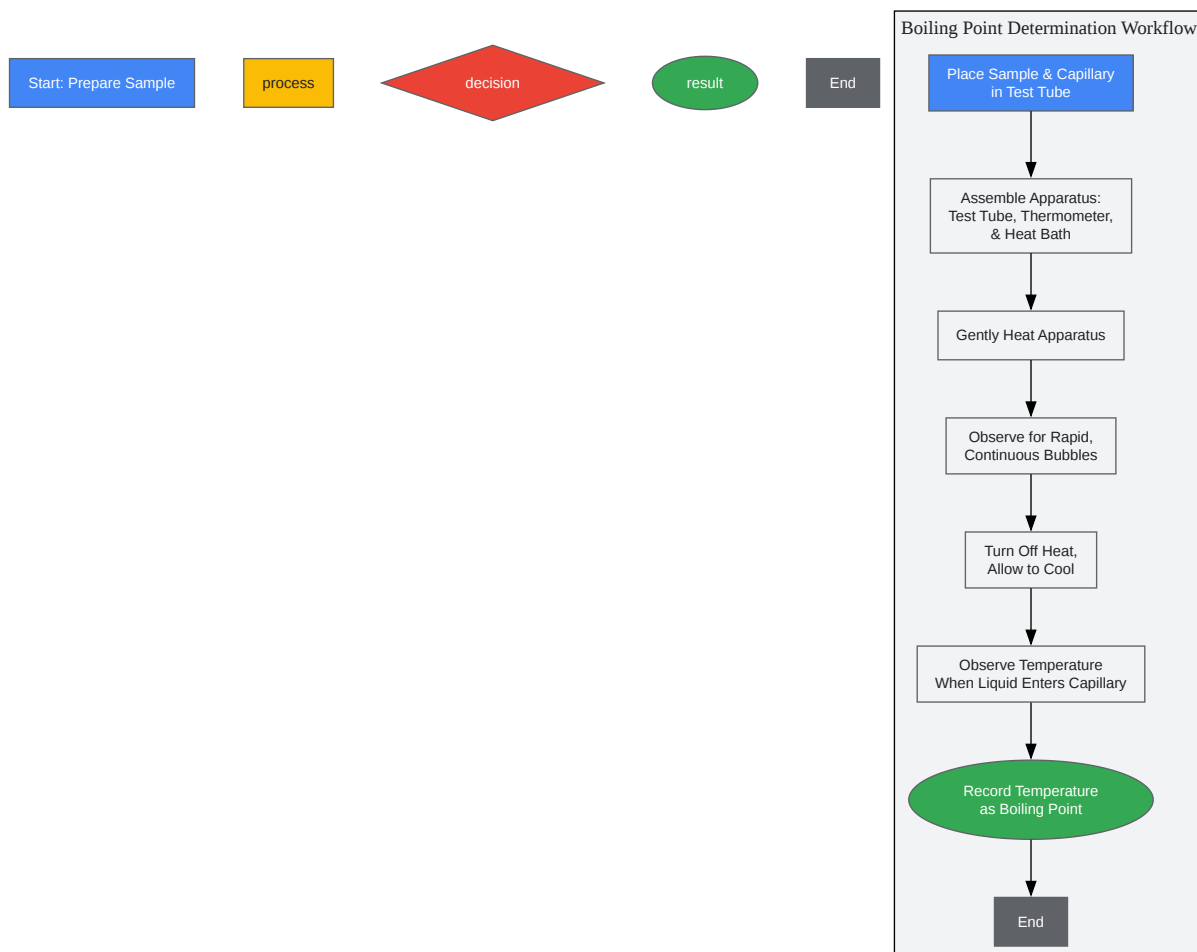 Boiling Point Determination Workflow
Start: Prepare Sample
process
decision
result
End
Place Sample & Capillary
in Test Tube
Assemble Apparatus:
Test Tube, Thermometer,
& Heat Bath
Gently Heat Apparatus
Observe for Rapid,
Continuous Bubbles
Turn Off Heat,
Allow to Cool
Observe Temperature
When Liquid Enters Capillary
Record Temperature
as Boiling Point
End